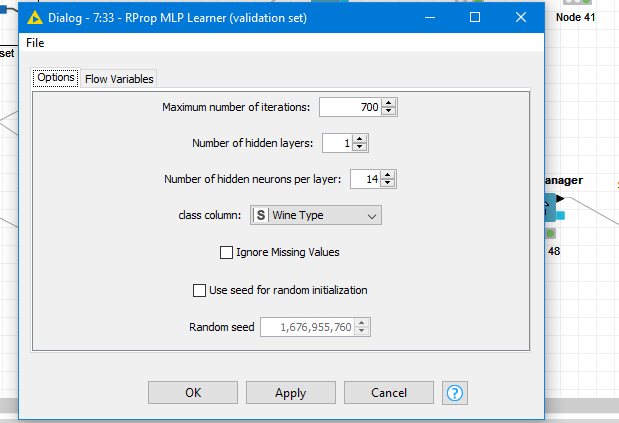 Dialog - 7:33 - RProp MLP Learner (validation set)
Node 41
File
set
Options
Flow Variables
Maximum number of iterations: 700
Number of hidden layers: 1
Number of hidden neurons per layer: 14
anager
class column: S Wine Type
48
Ignore Missing Values
Use seed for random initialization
Random seed 1,676,955,760
OK
Apply
Cancel
?